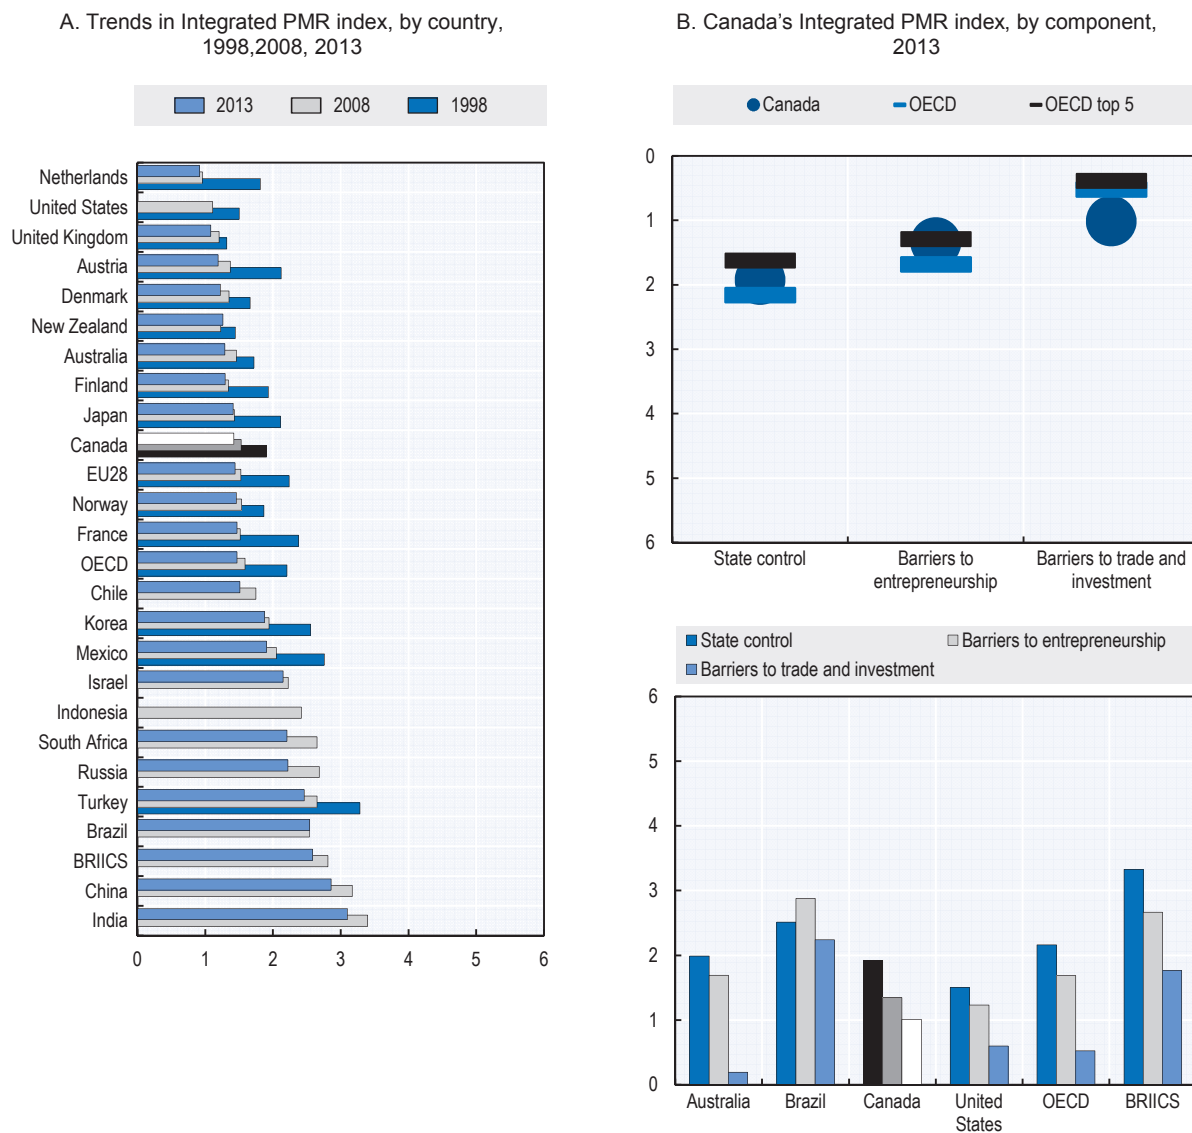 A. Trends in Integrated PMR index, by country,
1998,2008, 2013
2013 2008 1998
Netherlands
United States
United Kingdom
Austria
Denmark
New Zealand
Australia
Finland
Japan
Canada
EU28
Norway
France
OECD
Chile
Korea
Mexico
Israel
Indonesia
South Africa
Russia
Turkey
Brazil
BRIICS
China
India
0 1 2 3 4 5 6
B. Canada's Integrated PMR index, by component,
2013
Canada OECD OECD top 5
0
1
2
3
4
5
6
State control Barriers to entrepreneurship Barriers to trade and investment
State control Barriers to entrepreneurship
Barriers to trade and investment
6
5
4
3
2
1
0
Australia Brazil Canada United States OECD BRIICS